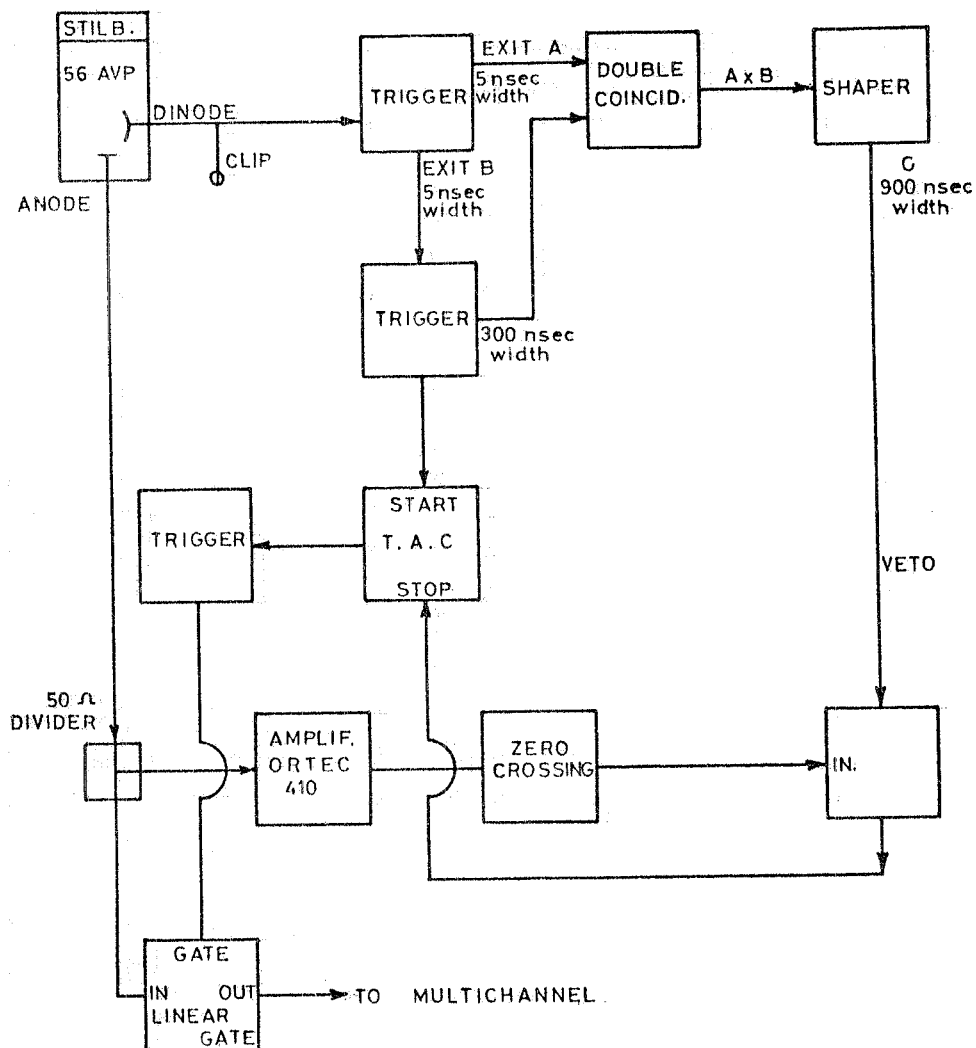 STILB.
56 AVP
DINODE
CLIP
ANODE
TRIGGER
EXIT A
5 nsec
width
EXIT B
5 nsec
width
DOUBLE
COINCID.
A x B
SHAPER
C
900 nsec
width
TRIGGER
300 nsec
width
START
T. A. C
STOP
TRIGGER
VETO
50 Ω
DIVIDER
AMPLIF.
ORTEC
410
ZERO
CROSSING
IN.
GATE
IN OUT
LINEAR
GATE
TO MULTICHANNEL